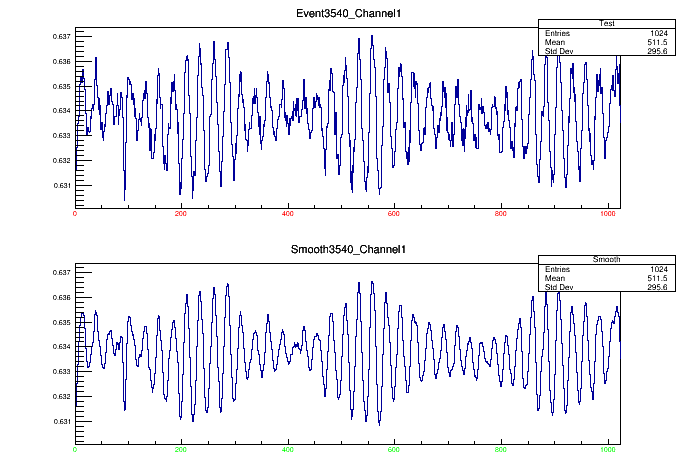 Event3540_Channel1
Test
Entries 1024
Mean 511.5
Std Dev 295.6
0.637
0.636
0.635
0.634
0.633
0.632
0.631
0 200 400 600 800 1000
Smooth3540_Channel1
Smooth
Entries 1024
Mean 511.5
Std Dev 295.6
0.637
0.636
0.635
0.634
0.633
0.632
0.631
0 200 400 600 800 1000